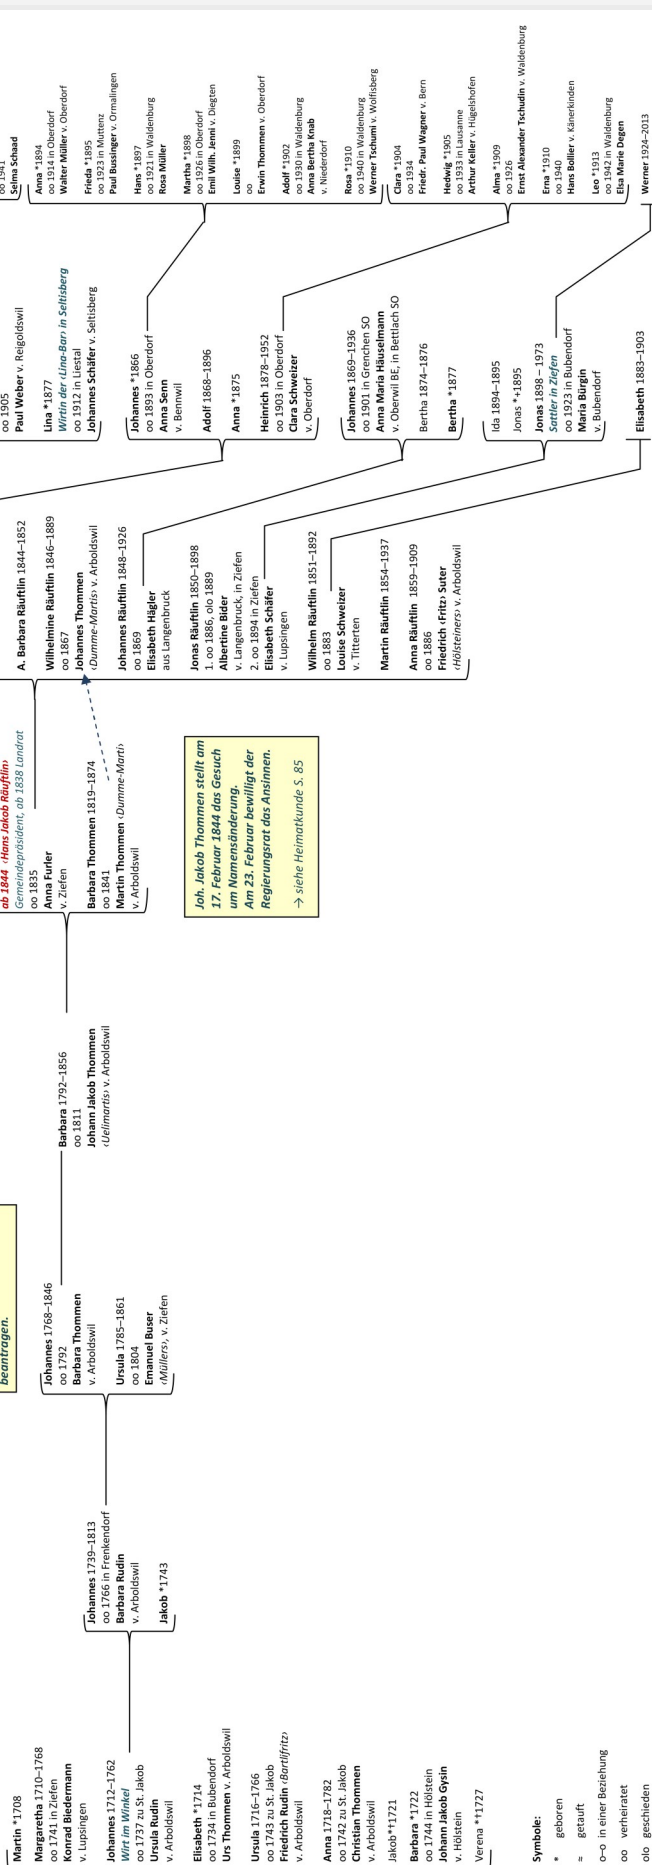 Martin *1708
Margaretha 1710–1768
oo 1741 in Ziefen
Konrad Biedermann
v. Lupsingen
Johannes 1712–1762
Wirt im Winkel
oo 1737 zu St. Jakob
Ursula Rudin
v. Arboldswil
Elisabeth *1714
oo 1734 in Bubendorf
Urs Thommen v. Arboldswil
Ursula 1716–1766
oo 1743 zu St. Jakob
Friedrich Rudin ‹Bartlifritz›
v. Arboldswil
Anna 1718–1782
oo 1742 zu St. Jakob
Christian Thommen
v. Arboldswil
Jakob*†1721
Barbara *1722
oo 1744 in Hölstein
Johann Jakob Gysin
v. Hölstein
Verena *†1727
Symbole:
* geboren
≈ getauft
o–o in einer Beziehung
oo verheiratet
olo geschieden
Johannes 1739–1813
oo 1766 in Frenkendorf
Barbara Rudin
v. Arboldswil
Jakob *1743
beantragen.
Johannes 1768–1846
oo 1792
Barbara Thommen
v. Arboldswil
Ursula 1785–1861
oo 1804
Emanuel Buser
‹Müllers›, v. Ziefen
Barbara 1792–1856
oo 1811
Johann Jakob Thommen
‹Uelimartis› v. Arboldswil
ab 1844 ‹Hans Jakob Räuftlin›
Gemeindepräsident, ab 1838 Landrat
oo 1835
Anna Furler
v. Ziefen
Barbara Thommen 1819–1874
oo 1841
Martin Thommen ‹Dumme-Marti›
v. Arboldswil
Joh. Jakob Thommen stellt am
17. Februar 1844 das Gesuch
um Namensänderung.
Am 23. Februar bewilligt der
Regierungsrat das Ansinnen.
→ siehe Heimatkunde S. 85
A. Barbara Räuftlin 1844–1852
Wilhelmine Räuftlin 1846–1889
oo 1867
Johannes Thommen
‹Dumme-Martis› v. Arboldswil
Johannes Räuftlin 1848–1926
oo 1869
Elisabeth Hägler
aus Langenbruck
Jonas Räuftlin 1850–1898
1. oo 1886, olo 1889
Albertine Bider
v. Langenbruck, in Ziefen
2. oo 1894 in Ziefen
Elisabeth Schäfer
v. Lupsingen
Wilhelm Räuftlin 1851–1892
oo 1883
Louise Schweizer
v. Titterten
Martin Räuftlin 1854–1937
Anna Räuftlin 1859–1909
oo 1886
Friedrich ‹Fritz› Suter
‹Hölsteiners› v. Arboldswil
oo 1905
Paul Weber v. Reigoldswil
Lina *1877
Wirtin der ‹Lina-Bar› in Seltisberg
oo 1912 in Liestal
Johannes Schäfer v. Seltisberg
Johannes *1866
oo 1893 in Oberdorf
Anna Senn
v. Bennwil
Adolf 1868–1896
Anna *1875
Heinrich 1878–1952
oo 1903 in Oberdorf
Clara Schweizer
v. Oberdorf
Johannes 1869–1936
oo 1901 in Grenchen SO
Anna Maria Häuselmann
v. Oberwil BE, in Bettlach SO
Bertha 1874–1876
Bertha *1877
Ida 1894–1895
Jonas *+1895
Jonas 1898 – 1973
Sattler in Ziefen
oo 1923 in Bubendorf
Maria Bürgin
v. Bubendorf
Elisabeth 1883–1903
oo 1941
Selma Schaad
Anna *1894
oo 1914 in Oberdorf
Walter Müller v. Oberdorf
Frieda *1895
oo 1923 in Muttenz
Paul Bussinger v. Ormalingen
Hans *1897
oo 1921 in Waldenburg
Rosa Müller
Martha *1898
oo 1926 in Oberdorf
Emil Wilh. Jenni v. Diegten
Louise *1899
oo
Erwin Thommen v. Oberdorf
Adolf *1902
oo 1930 in Waldenburg
Anna Bertha Knab
v. Niederdorf
Rosa *1910
oo 1940 in Waldenburg
Werner Tschumi v. Wolfisberg
Clara *1904
oo 1934
Friedr. Paul Wagner v. Bern
Hedwig *1905
oo 1933 in Lausanne
Arthur Keller v. Hügelshofen
Alma *1909
oo 1926
Ernst Alexander Tschudin v. Waldenburg
Erna *1910
oo 1940
Hans Bollier v. Känerkinden
Leo *1913
oo 1942 in Waldenburg
Elsa Marie Degen
Werner 1924-2013